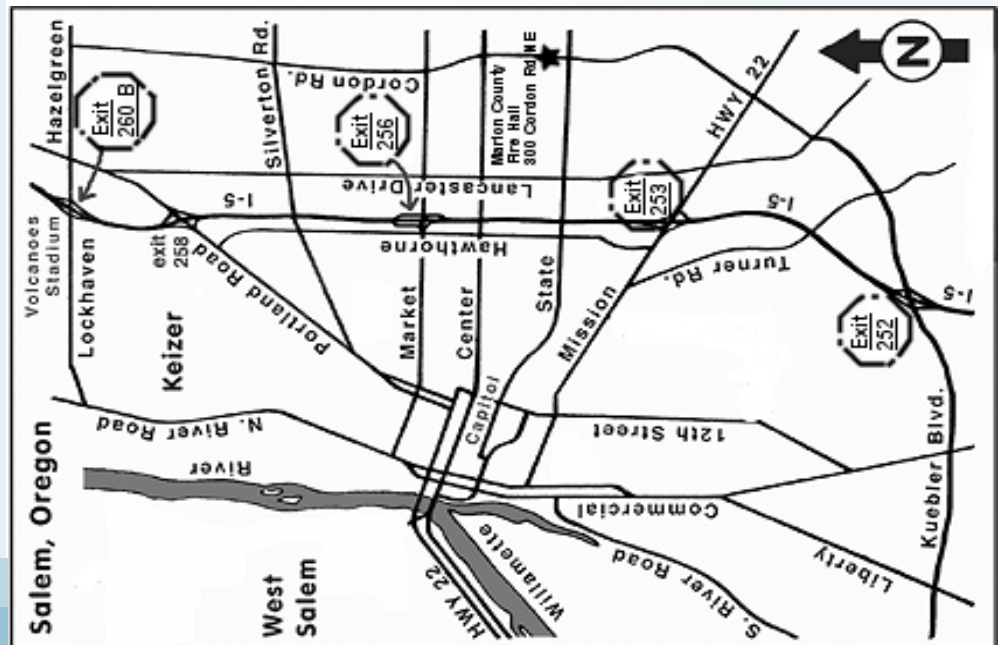 Salem, Oregon
West
Salem
HWY 22
Willamette
River
N. River Road
S. River Road
Keizer
Volcanoes
Stadium
Lockhaven
Hazelgreen
Exit
260 B
exit
258
Portland Road
I-5
Silverton Rd.
Cordon Rd.
Exit
256
Lancaster Drive
Hawthorne
Market
Center
Capitol
State
Mission
Marion County
Fire Hall
300 Cordon Rd NE
Exit
253
HWY 22
I-5
Turner Rd.
12th Street
Commercial
Liberty
Kuebler Blvd.
Exit
252
I-5
N